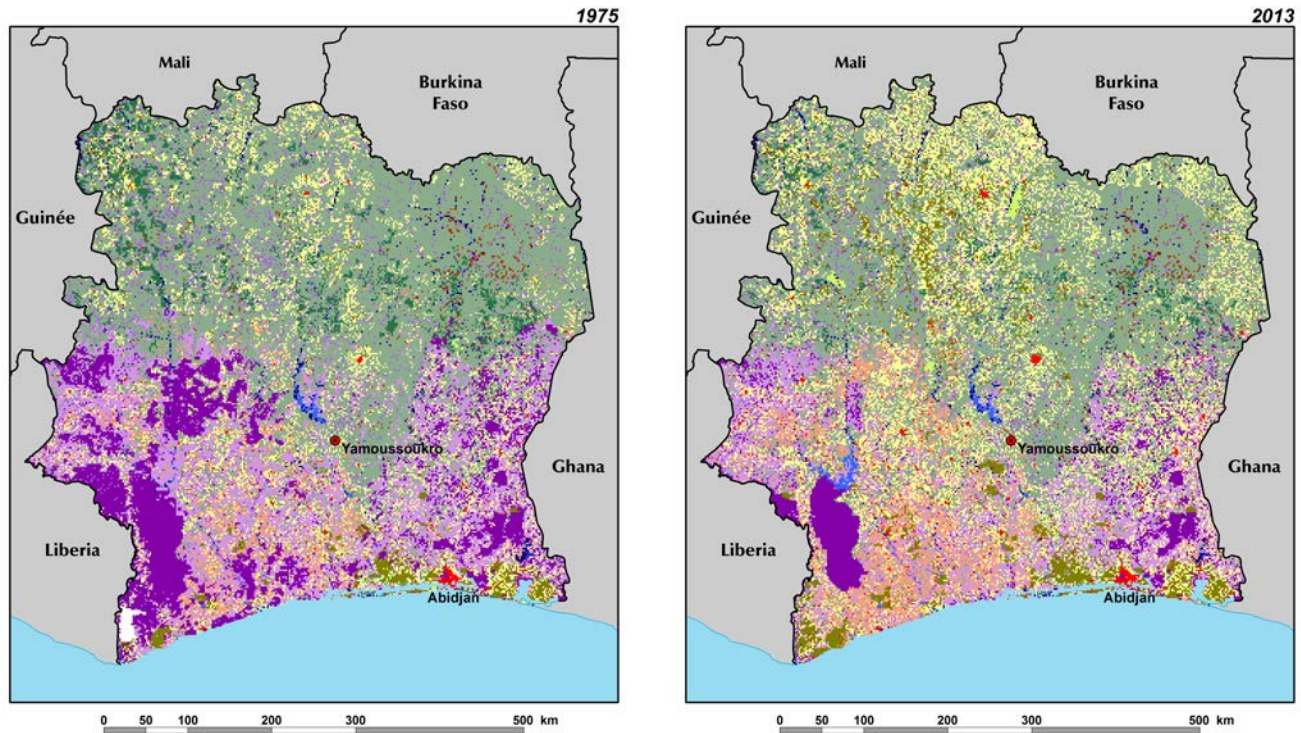 1975
Mali
Burkina
Faso
Guinée
Yamoussoukro
Ghana
Liberia
Abidjan
0 50 100 200 300 500 km
2013
Mali
Burkina
Faso
Guinée
Yamoussoukro
Ghana
Liberia
Abidjan
0 50 100 200 300 500 km